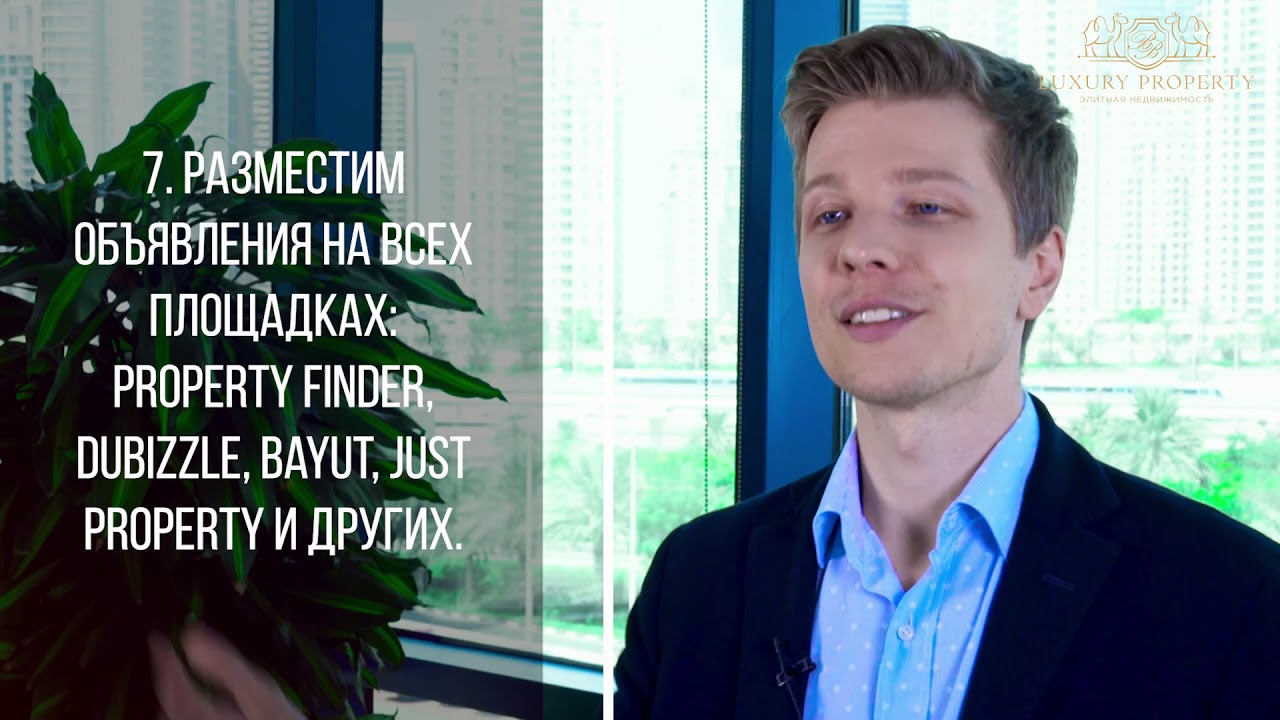 7. РАЗМЕСТИМ
ОБЪЯВЛЕНИЯ НА ВСЕХ
ПЛОЩАДКАХ:
PROPERTY FINDER,
DUBIZZLE, BAYUT, JUST
PROPERTY И ДРУГИХ.
LUXURY PROPERTY
ЭЛИТНАЯ НЕДВИЖИМОСТЬ